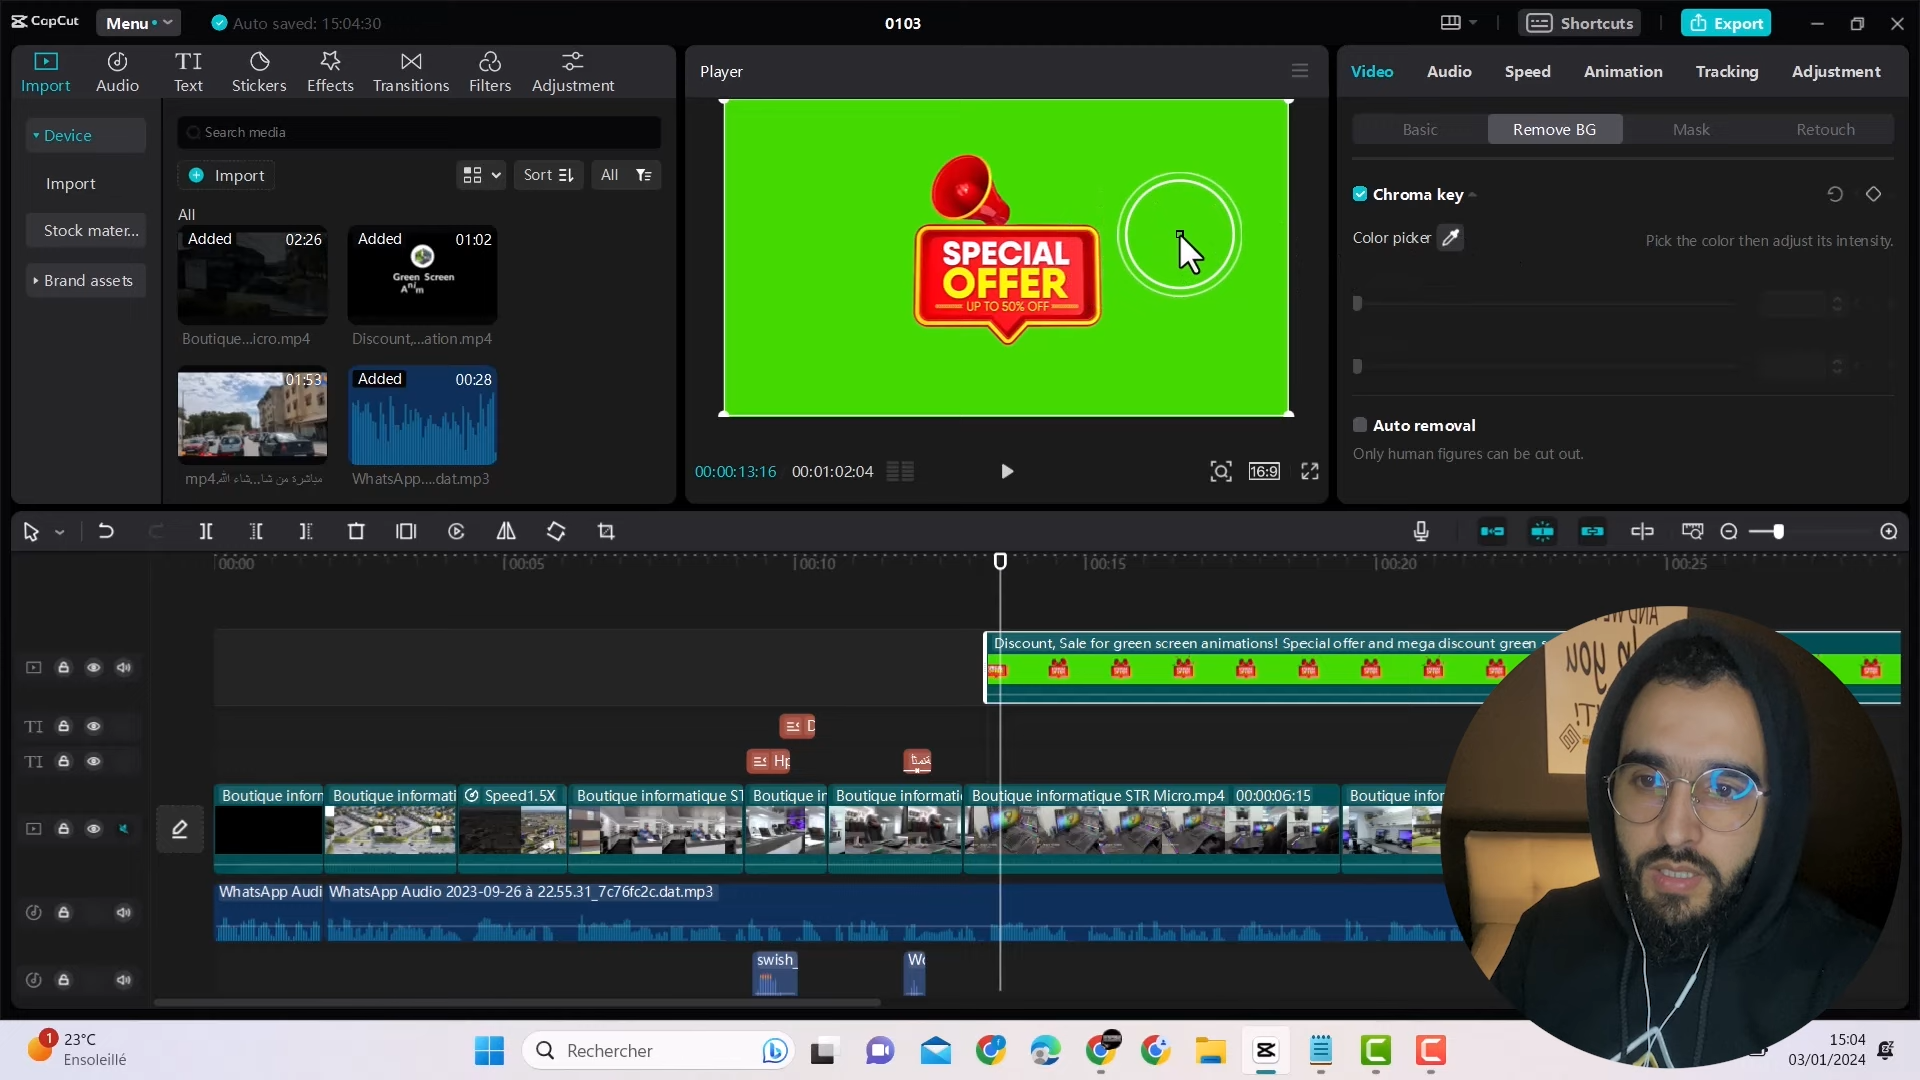 CapCut
Menu
Auto saved: 15:04:30
0103
Shortcuts
Export
Import
Audio
Text
Stickers
Effects
Transitions
Filters
Adjustment
Player
Video
Audio
Speed
Animation
Tracking
Adjustment
Device
Import
Stock mater...
Brand assets
Search media
Import
Sort
All
All
Added 02:26
Boutique...icro.mp4
Added 01:02
Green Screen
Discount,...ation.mp4
01:53
Added 00:28
WhatsApp....dat.mp3
SPECIAL
OFFER
UP TO 50% OFF
00:00:13:16 00:01:02:04
16:9
Basic
Remove BG
Mask
Retouch
Chroma key
Color picker
Pick the color then adjust its intensity.
Auto removal
Only human figures can be cut out.
00:00
00:05
00:10
00:15
00:20
00:25
Discount, Sale for green screen animations! Special offer and mega discount green s
TI
D
TI
Hp
Boutique inforn
Boutique informati
Speed1.5X
Boutique informatique ST
Boutique in
Boutique informati
Boutique informatique STR Micro.mp4 00:00:06:15
Boutique infor
WhatsApp Audi
WhatsApp Audio 2023-09-26 à 22.55.31_7c76fc2c.dat.mp3
swish_
Wo
1
23°C
Ensoleillé
Rechercher
15:04
03/01/2024